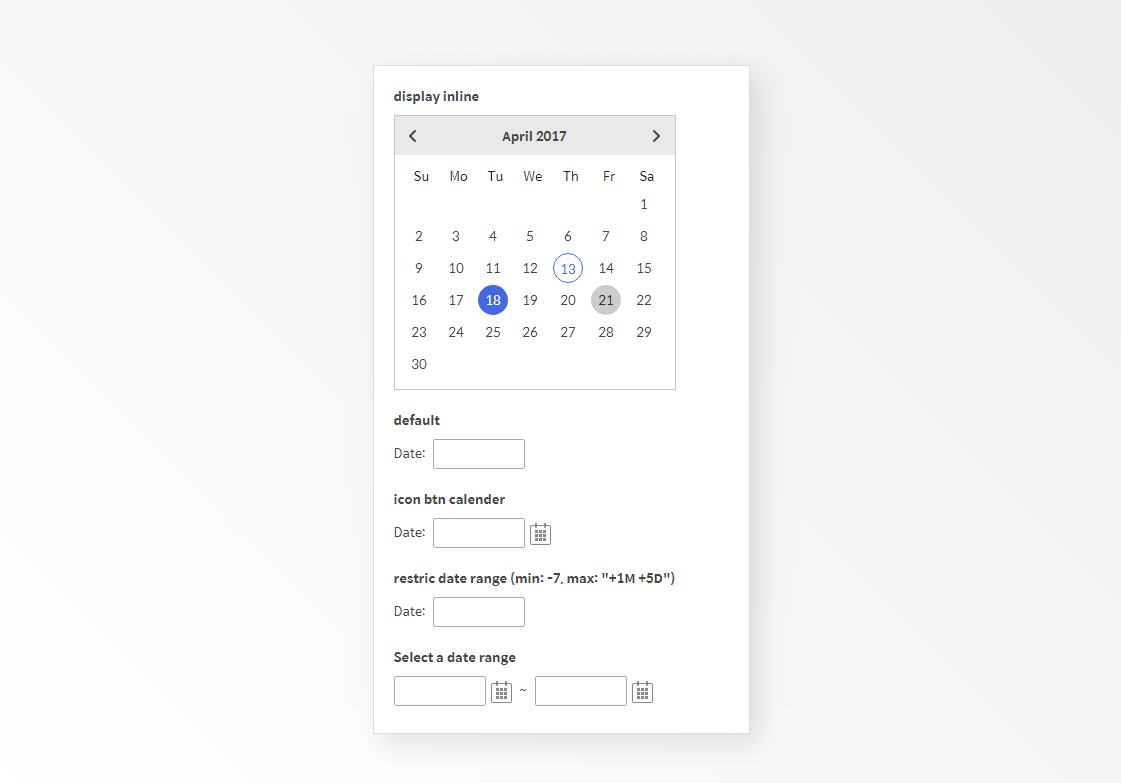 display inline
April 2017
Su Mo Tu We Th Fr Sa
1
2 3 4 5 6 7 8
9 10 11 12 13 14 15
16 17 18 19 20 21 22
23 24 25 26 27 28 29
30
default
Date:
icon btn calender
Date:
restric date range (min: -7, max: "+1M +5D")
Date:
Select a date range
~